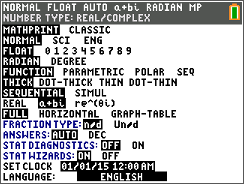 NORMAL FLOAT AUTO a+bi RADIAN MP
NUMBER TYPE: REAL/COMPLEX
MATHPRINT CLASSIC
NORMAL SCI ENG
FLOAT 0 1 2 3 4 5 6 7 8 9
RADIAN DEGREE
FUNCTION PARAMETRIC POLAR SEQ
THICK DOT-THICK THIN DOT-THIN
SEQUENTIAL SIMUL
REAL a+bi re^(θi)
FULL HORIZONTAL GRAPH-TABLE
FRACTION TYPE: n/d Un/d
ANSWERS: AUTO DEC
STAT DIAGNOSTICS: OFF ON
STAT WIZARDS: ON OFF
SET CLOCK 01/01/15 12:00 AM
LANGUAGE: ENGLISH